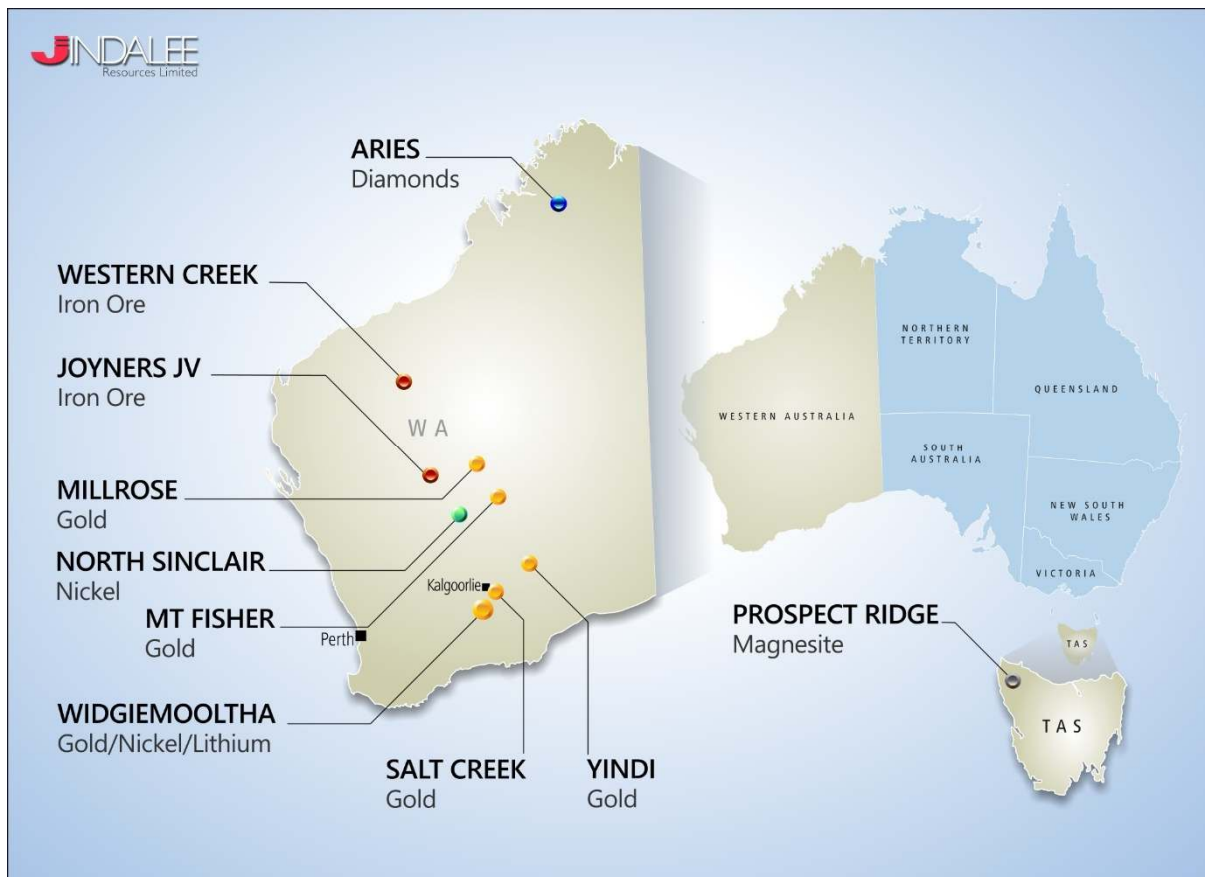 JINDALEE
Resources Limited
ARIES
Diamonds
WESTERN CREEK
Iron Ore
JOYNERS JV
Iron Ore
WA
MILLROSE
Gold
NORTH SINCLAIR
Nickel
MT FISHER
Gold
Kalgoorlie
Perth
WIDGIEMOOLTHA
Gold/Nickel/Lithium
SALT CREEK
Gold
YINDI
Gold
NORTHERN
TERRITORY
QUEENSLAND
WESTERN AUSTRALIA
SOUTH
AUSTRALIA
NEW SOUTH
WALES
VICTORIA
PROSPECT RIDGE
Magnesite
TAS
TAS